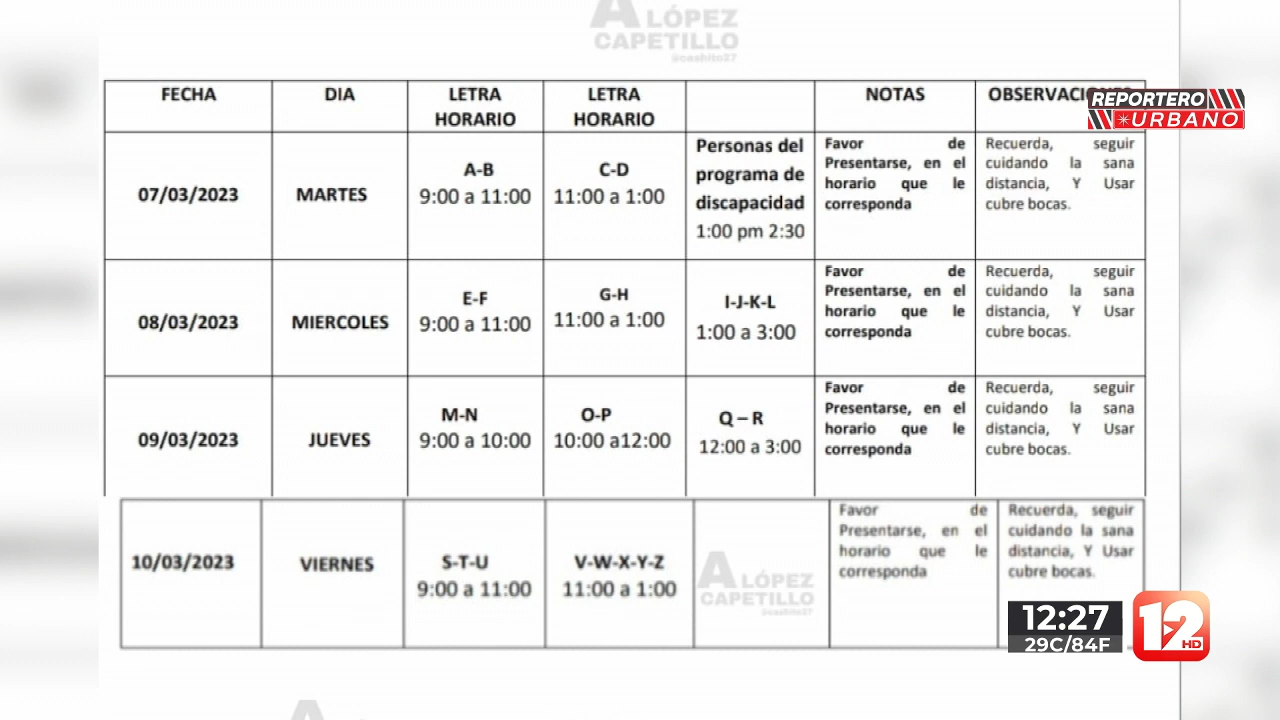 A LÓPEZ
CAPETILLO
@cashito27
FECHA DIA LETRA HORARIO LETRA HORARIO NOTAS
REPORTERO
URBANO
07/03/2023 MARTES
A-B
9:00 a 11:00
C-D
11:00 a 1:00
Personas del
programa de
discapacidad
1:00 pm 2:30
Favor de
Presentarse, en el
horario que le
corresponda
Recuerda, seguir
cuidando la sana
distancia, Y Usar
cubre bocas.
08/03/2023 MIERCOLES
E-F
9:00 a 11:00
G-H
11:00 a 1:00
I-J-K-L
1:00 a 3:00
Favor de
Presentarse, en el
horario que le
corresponda
Recuerda, seguir
cuidando la sana
distancia, Y Usar
cubre bocas.
09/03/2023 JUEVES
M-N
9:00 a 10:00
O-P
10:00 a12:00
Q – R
12:00 a 3:00
Favor de
Presentarse, en el
horario que le
corresponda
Recuerda, seguir
cuidando la sana
distancia, Y Usar
cubre bocas.
10/03/2023 VIERNES
S-T-U
9:00 a 11:00
V-W-X-Y-Z
11:00 a 1:00
A LÓPEZ
CAPETILLO
@cashito27
Favor de
Presentarse, en el
horario que le
corresponda
Recuerda, seguir
cuidando la sana
distancia, Y Usar
cubre bocas.
12:27
29C/84F
12
HD